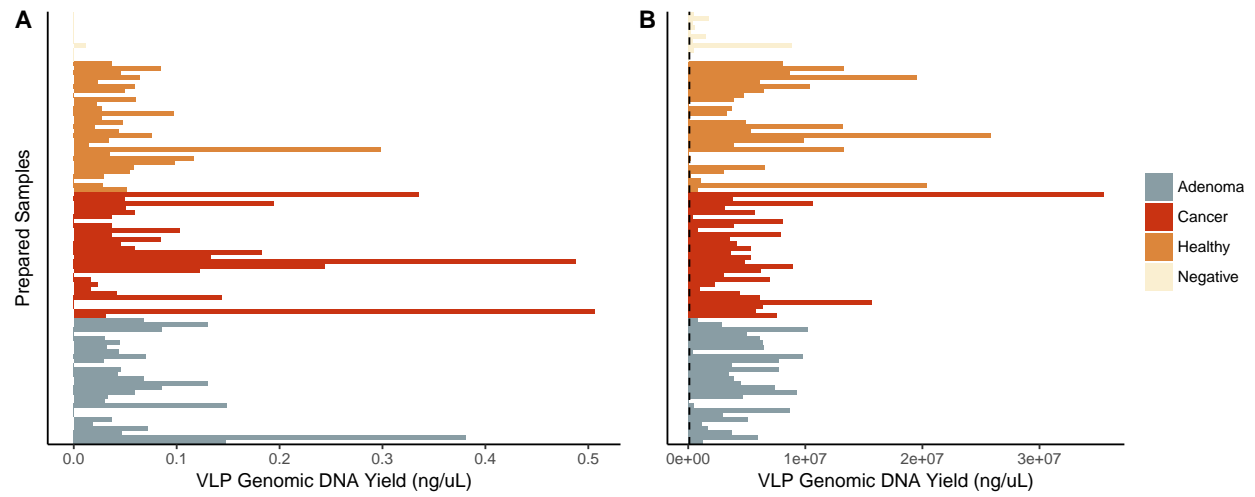 A
B
Prepared Samples
Adenoma
Cancer
Healthy
Negative
0.0 0.1 0.2 0.3 0.4 0.5
0e+00 1e+07 2e+07 3e+07
VLP Genomic DNA Yield (ng/uL)
VLP Genomic DNA Yield (ng/uL)